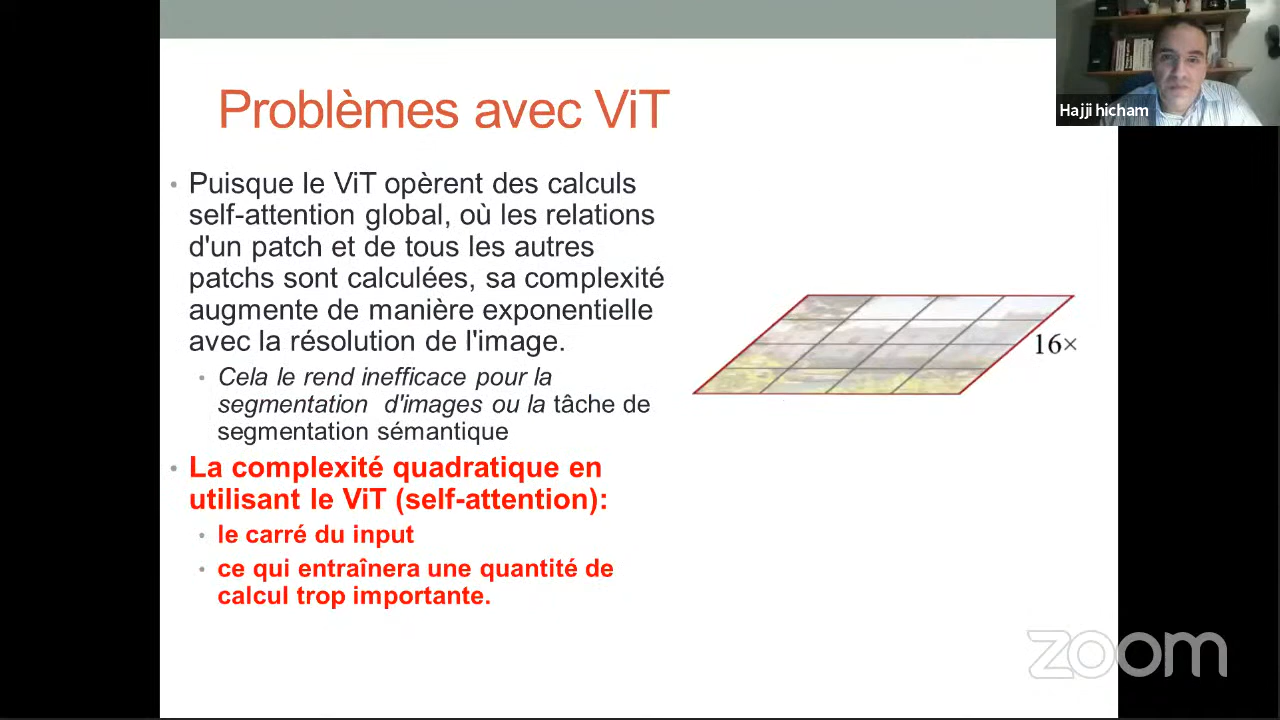 Problèmes avec ViT
Hajji hicham
• Puisque le ViT opèrent des calculs
self-attention global, où les relations
d'un patch et de tous les autres
patchs sont calculées, sa complexité
augmente de manière exponentielle
avec la résolution de l'image.
• Cela le rend inefficace pour la
segmentation d'images ou la tâche de
segmentation sémantique
• La complexité quadratique en
utilisant le ViT (self-attention):
• le carré du input
• ce qui entraînera une quantité de
calcul trop importante.
16×
zoom